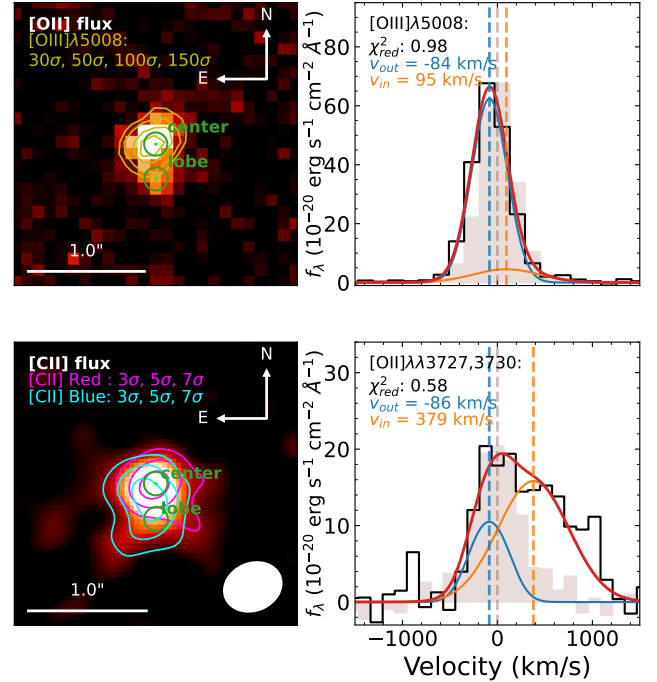 [OII] flux
[OIII]λ5008:
30σ, 50σ, 100σ, 150σ
N
E
center
lobe
1.0"
[OIII]λ5008:
χ²red: 0.98
vout = -84 km/s
vin = 95 km/s
80
60
40
20
0
fλ (10⁻²⁰ erg s⁻¹ cm⁻² Å⁻¹)
[CII] flux
[CII] Red : 3σ, 5σ, 7σ
[CII] Blue: 3σ, 5σ, 7σ
N
E
center
lobe
1.0"
[OII]λλ3727,3730:
χ²red: 0.58
vout = -86 km/s
vin = 379 km/s
30
20
10
0
fλ (10⁻²⁰ erg s⁻¹ cm⁻² Å⁻¹)
−1000 0 1000
Velocity (km/s)